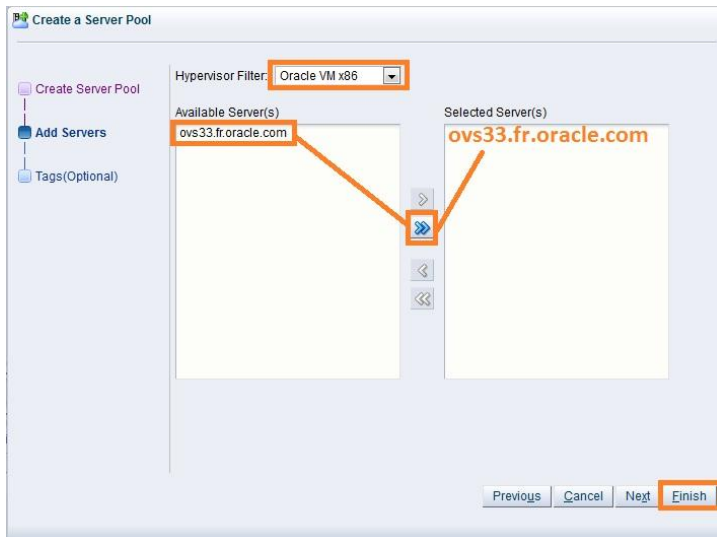 Create a Server Pool
Create Server Pool
Add Servers
Tags(Optional)
Hypervisor Filter: Oracle VM x86
Available Server(s)
ovs33.fr.oracle.com
Selected Server(s)
ovs33.fr.oracle.com
Previous
Cancel
Next
Finish